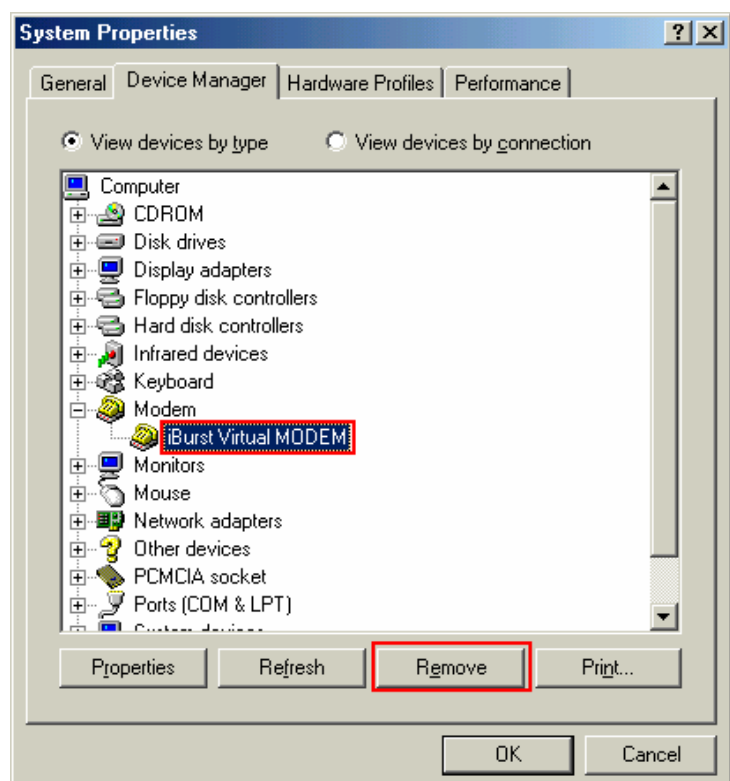 System Properties
General Device Manager Hardware Profiles Performance
View devices by type View devices by connection
Computer
CDROM
Disk drives
Display adapters
Floppy disk controllers
Hard disk controllers
Infrared devices
Keyboard
Modem
iBurst Virtual MODEM
Monitors
Mouse
Network adapters
Other devices
PCMCIA socket
Ports (COM & LPT)
System devices
Properties Refresh Remove Print...
OK Cancel